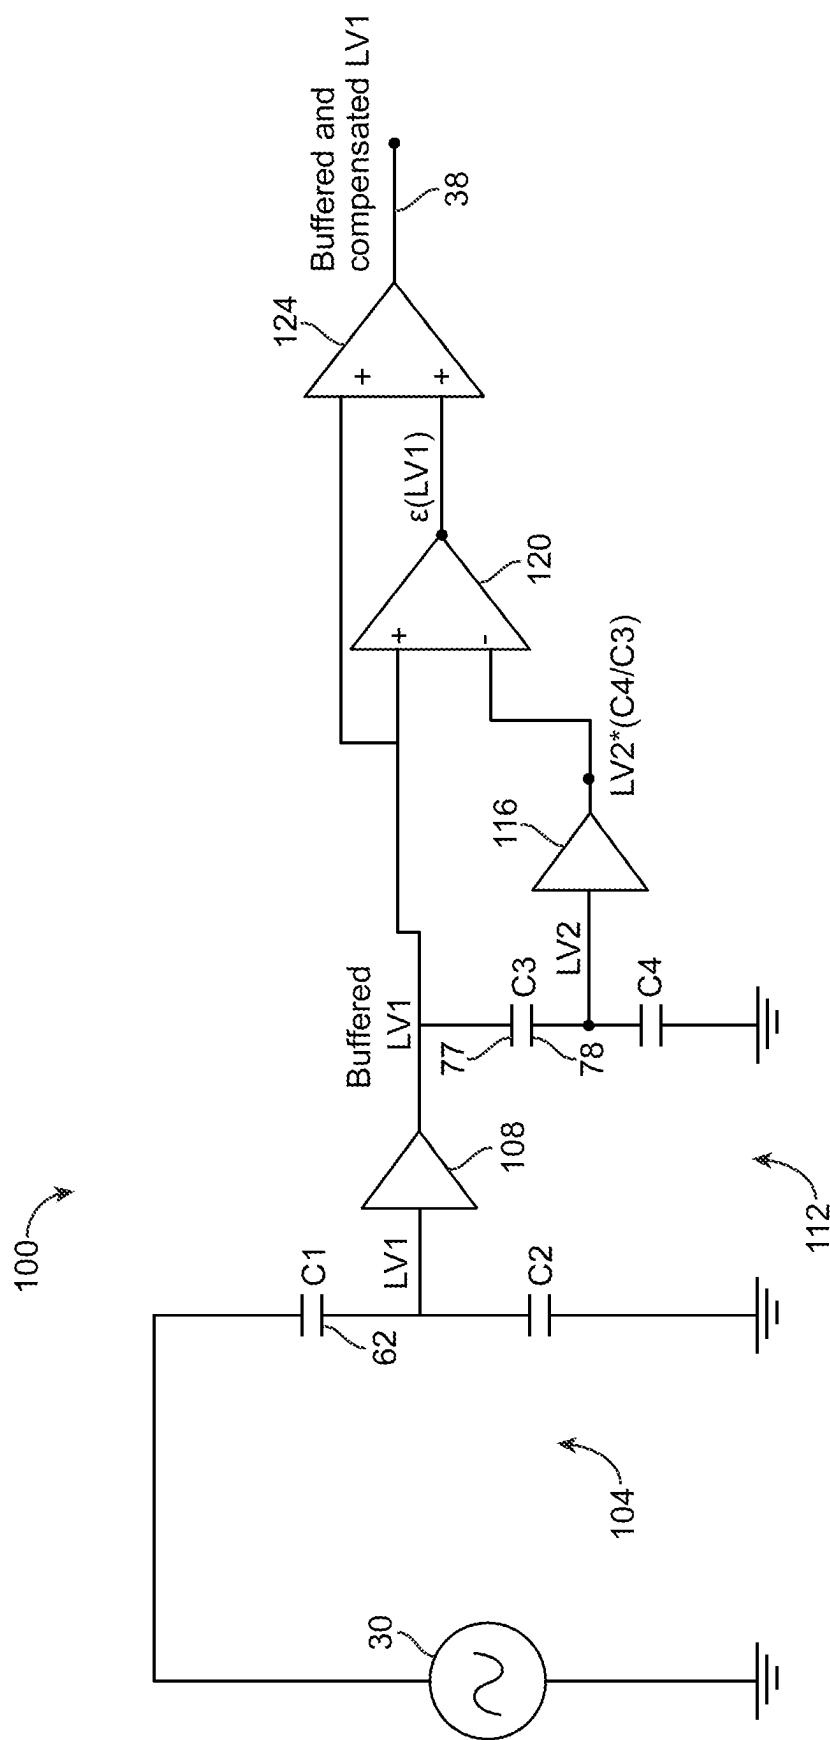 100
30
104
C1
62
LV1
C2
108
112
Buffered
LV1
77
C3
78
C4
LV2
116
LV2*(C4/C3)
+
-
120
ε(LV1)
+
+
124
38
Buffered and
compensated LV1